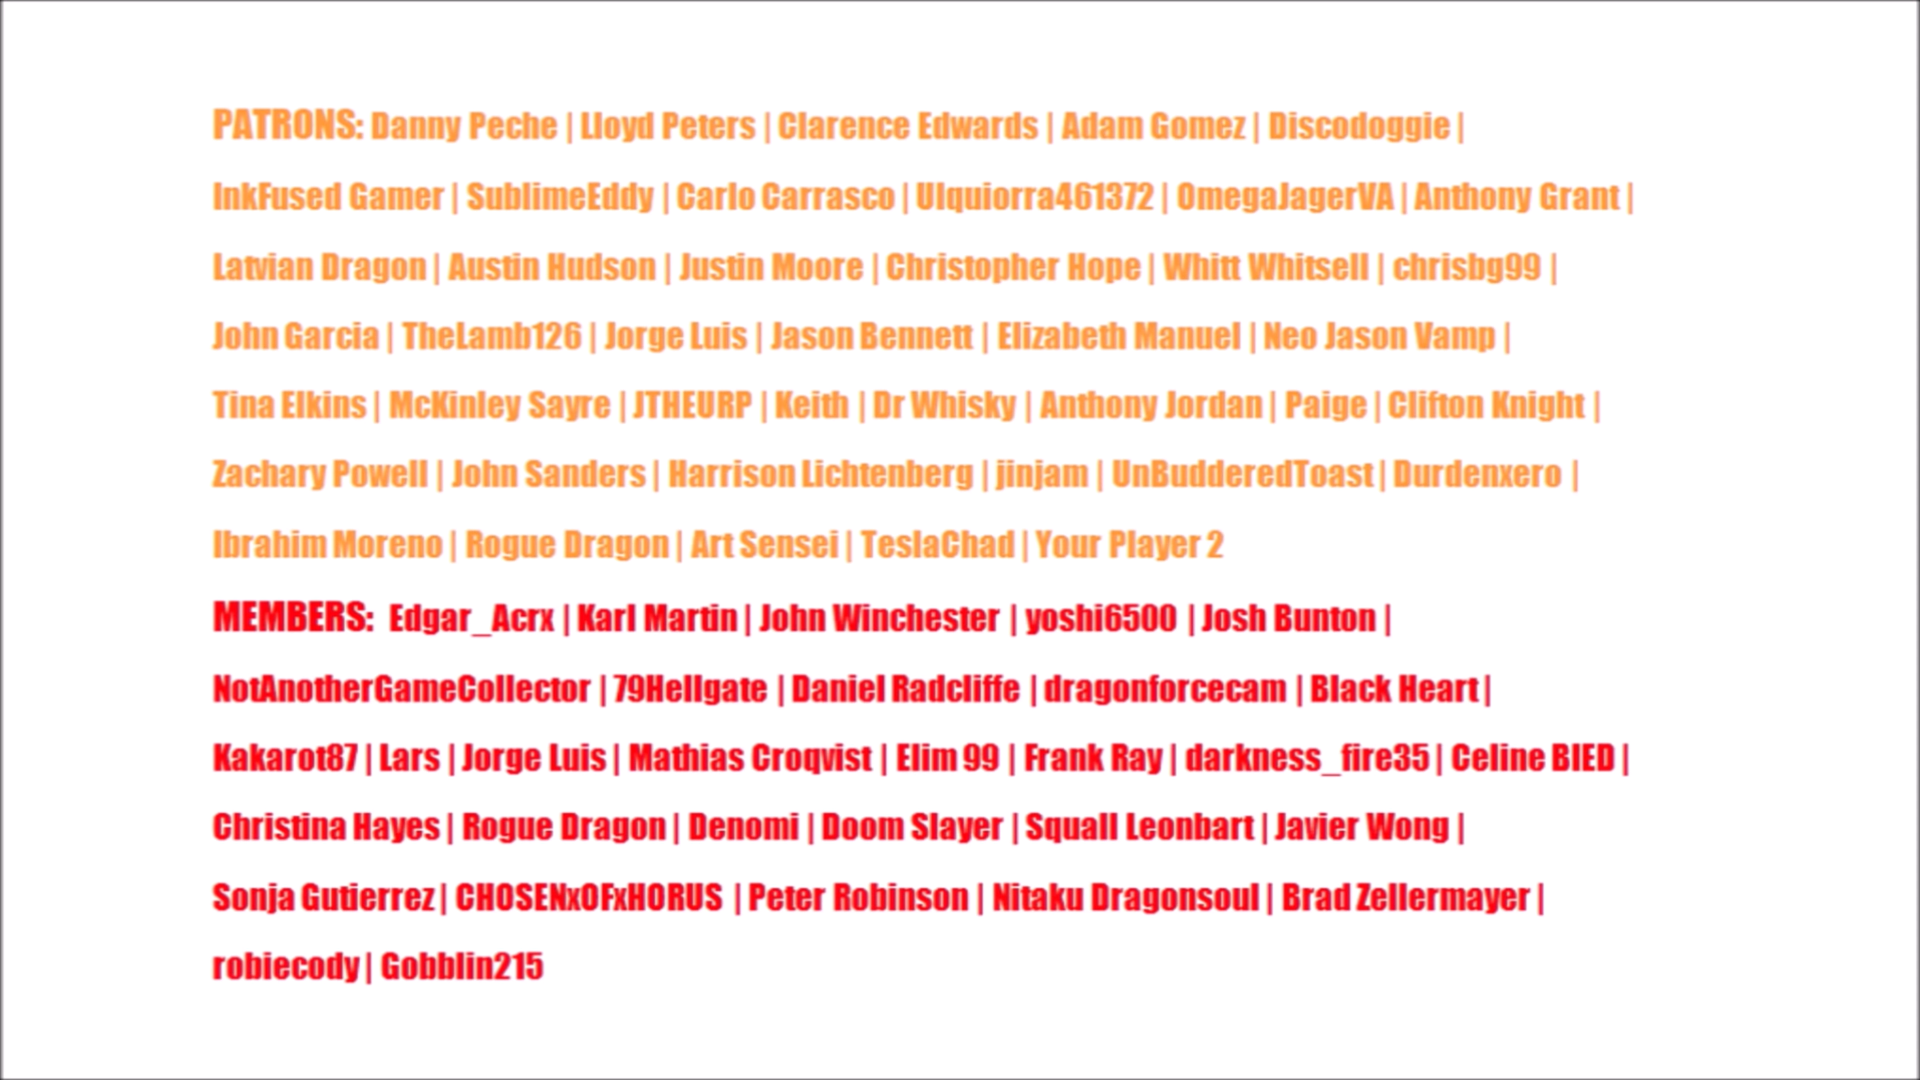 PATRONS: Danny Peche | Lloyd Peters | Clarence Edwards | Adam Gomez | Discodoggie |
InkFused Gamer | SublimeEddy | Carlo Carrasco | Ulquiorra461372 | OmegaJagerVA | Anthony Grant |
Latvian Dragon | Austin Hudson | Justin Moore | Christopher Hope | Whitt Whitsell | chrisbg99 |
John Garcia | TheLamb126 | Jorge Luis | Jason Bennett | Elizabeth Manuel | Neo Jason Vamp |
Tina Elkins | McKinley Sayre | JTHEURP | Keith | Dr Whisky | Anthony Jordan | Paige | Clifton Knight |
Zachary Powell | John Sanders | Harrison Lichtenberg | jinjam | UnBudderedToast | Durdenxero |
Ibrahim Moreno | Rogue Dragon | Art Sensei | TeslaChad | Your Player 2
MEMBERS: Edgar_Acrx | Karl Martin | John Winchester | yoshi6500 | Josh Bunton |
NotAnotherGameCollector | 79Hellgate | Daniel Radcliffe | dragonforcecam | Black Heart |
Kakarot87 | Lars | Jorge Luis | Mathias Croqvist | Elim 99 | Frank Ray | darkness_fire35 | Celine BIED |
Christina Hayes | Rogue Dragon | Denomi | Doom Slayer | Squall Leonbart | Javier Wong |
Sonja Gutierrez | CHOSENxOFxHORUS | Peter Robinson | Nitaku Dragonsoul | Brad Zellermayer |
robiecody | Gobblin215